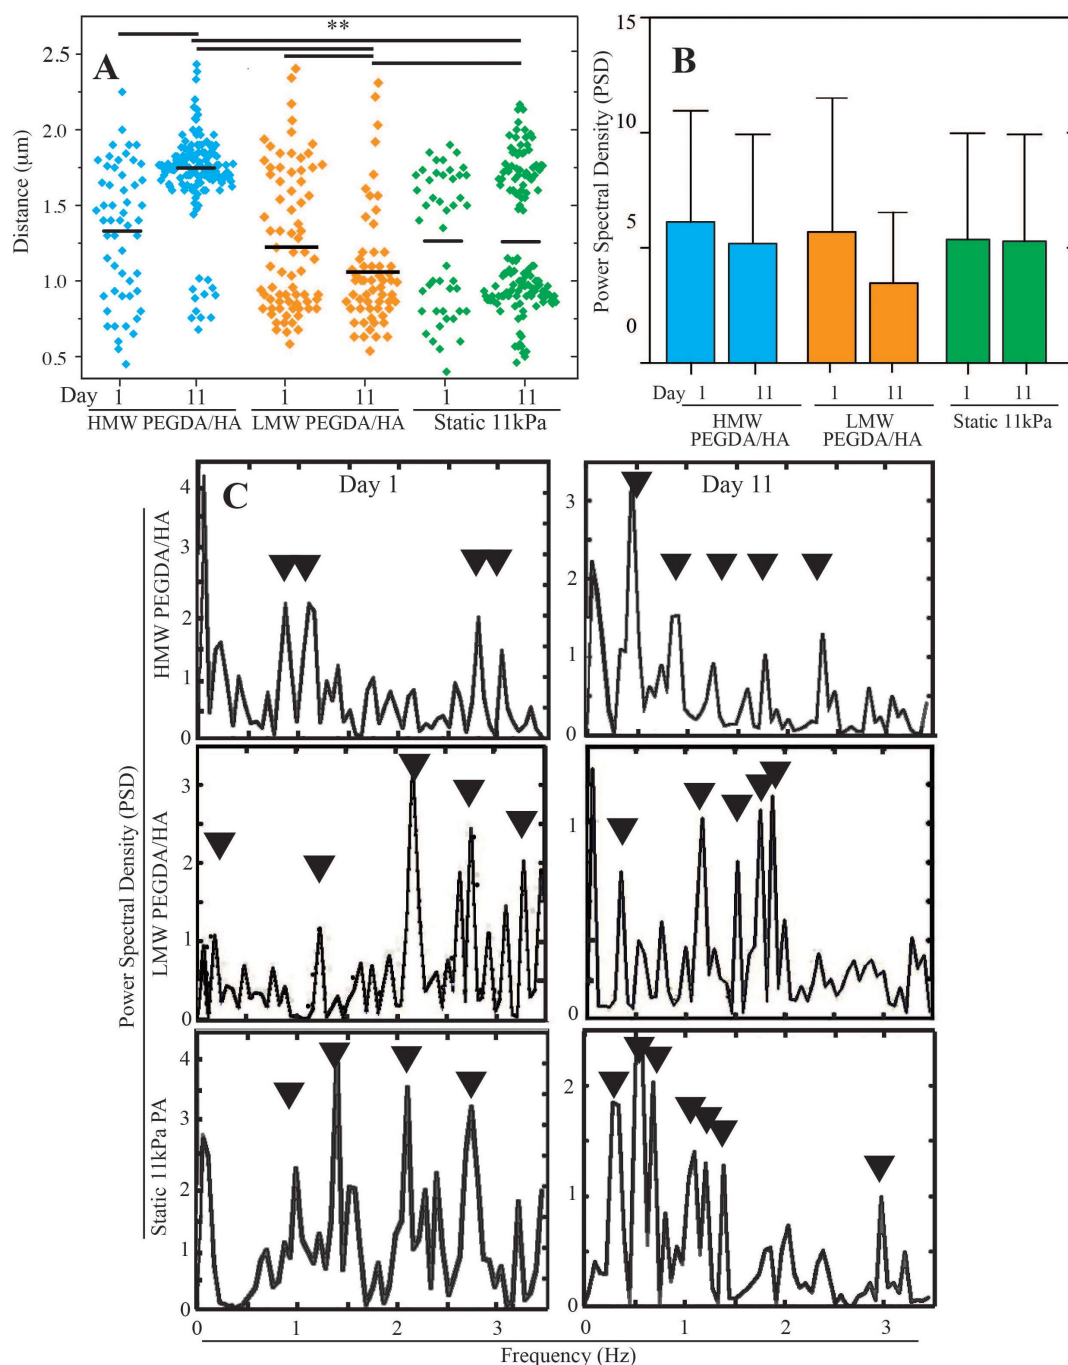 A
**
Distance (μm)
2.5
2.0
1.5
1.0
0.5
Day 1 11 1 11 1 11
HMW PEGDA/HA LMW PEGDA/HA Static 11kPa
B
Power Spectral Density (PSD)
15
10
5
0
Day 1 11 1 11 1 11
HMW PEGDA/HA
LMW PEGDA/HA
Static 11kPa
C
Day 1
Day 11
Power Spectral Density (PSD)
HMW PEGDA/HA
4
3
2
1
0
3
2
1
0
LMW PEGDA/HA
3
2
1
0
1
0
Static 11kPa PA
4
3
2
1
0
2
1
0
0 1 2 3
0 1 2 3
Frequency (Hz)